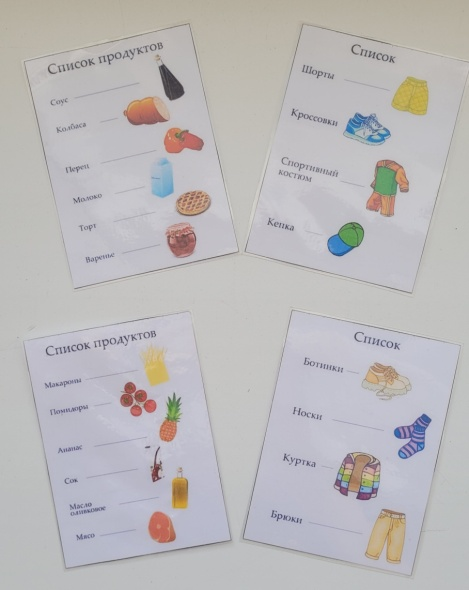 Список продуктов
Соус
Колбаса
Перец
Молоко
Торт
Варенье
Список
Шорты
Кроссовки
Спортивный
костюм
Кепка
Список продуктов
Макароны
Помидоры
Ананас
Сок
Масло
оливковое
Мясо
Список
Ботинки
Носки
Куртка
Брюки